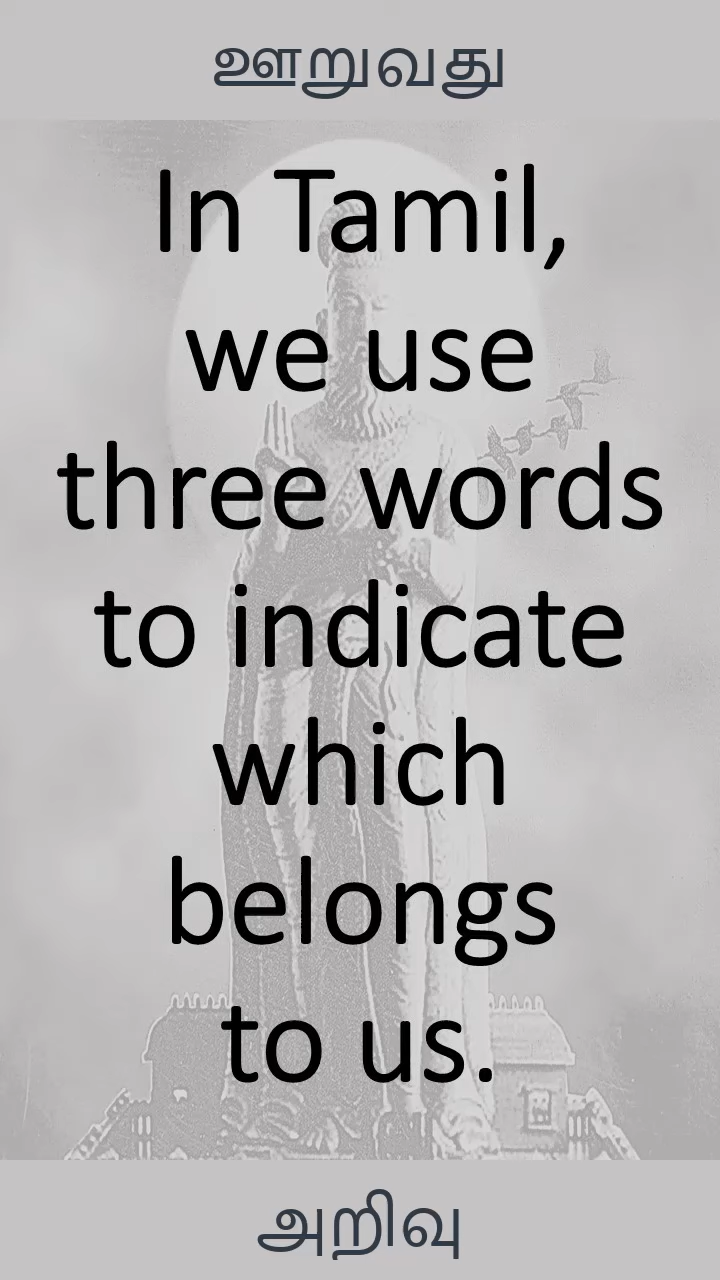 ஊறுவது
In Tamil,
we use
three words
to indicate
which
belongs
to us.
அறிவு